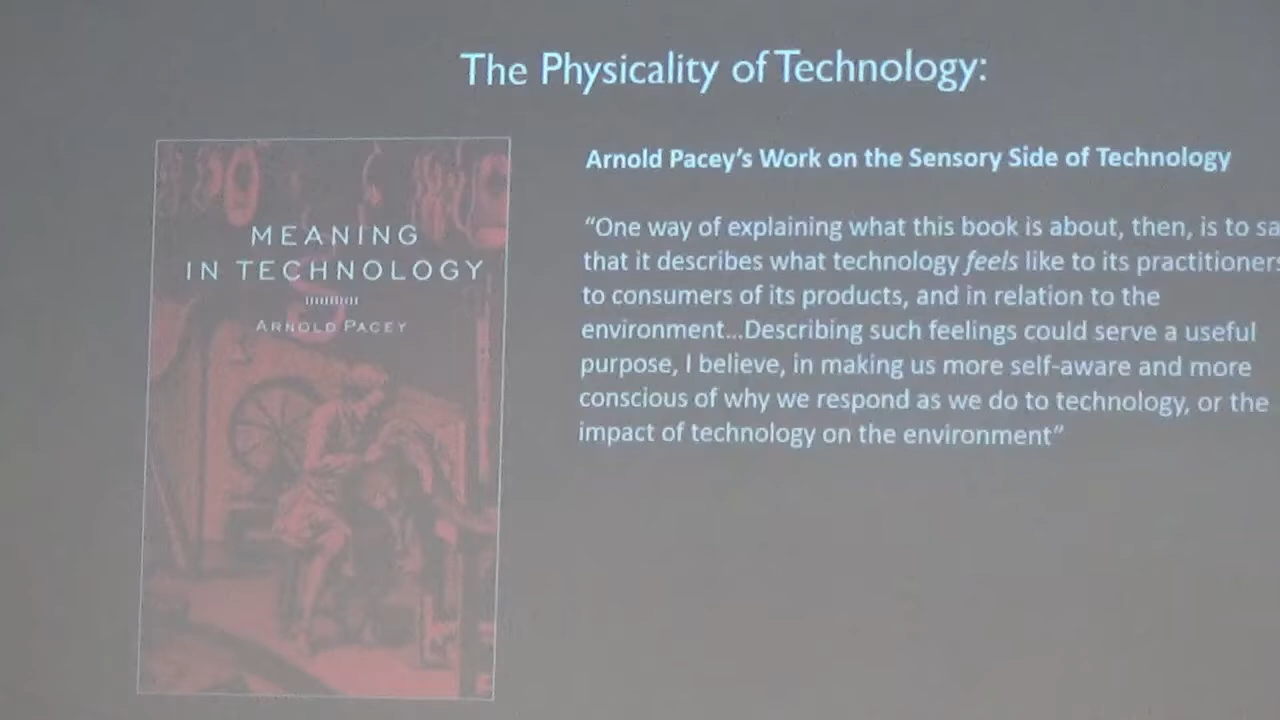 The Physicality of Technology:
MEANING
IN TECHNOLOGY
ARNOLD PACEY
Arnold Pacey's Work on the Sensory Side of Technology
“One way of explaining what this book is about, then, is to sa
that it describes what technology feels like to its practitioners
to consumers of its products, and in relation to the
environment...Describing such feelings could serve a useful
purpose, I believe, in making us more self-aware and more
conscious of why we respond as we do to technology, or the
impact of technology on the environment”